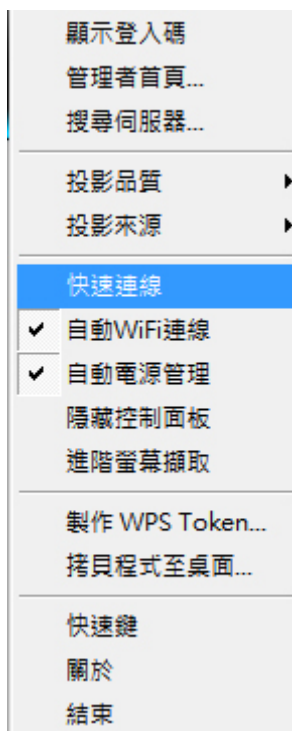 顯示登入碼
管理者首頁...
搜尋伺服器...
投影品質
投影來源
快速連線
自動WiFi連線
自動電源管理
隱藏控制面板
進階螢幕擷取
製作 WPS Token...
拷貝程式至桌面...
快速鍵
關於
結束